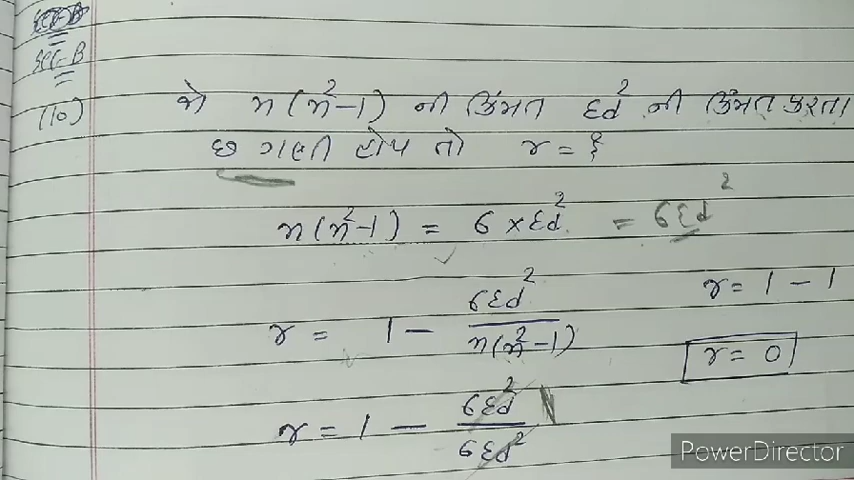 Sec-B
(10) જો n(n²-1) ની કિંમત Σd² ની કિંમત કરતા
છ ગણી હોય તો r = ?
n(n²-1) = 6 × Σd² = 6Σd²
r = 1 - 6Σd² / n(n²-1)
r = 1 - 6Σd² / 6Σd²
r = 1 - 1
r = 0
PowerDirector